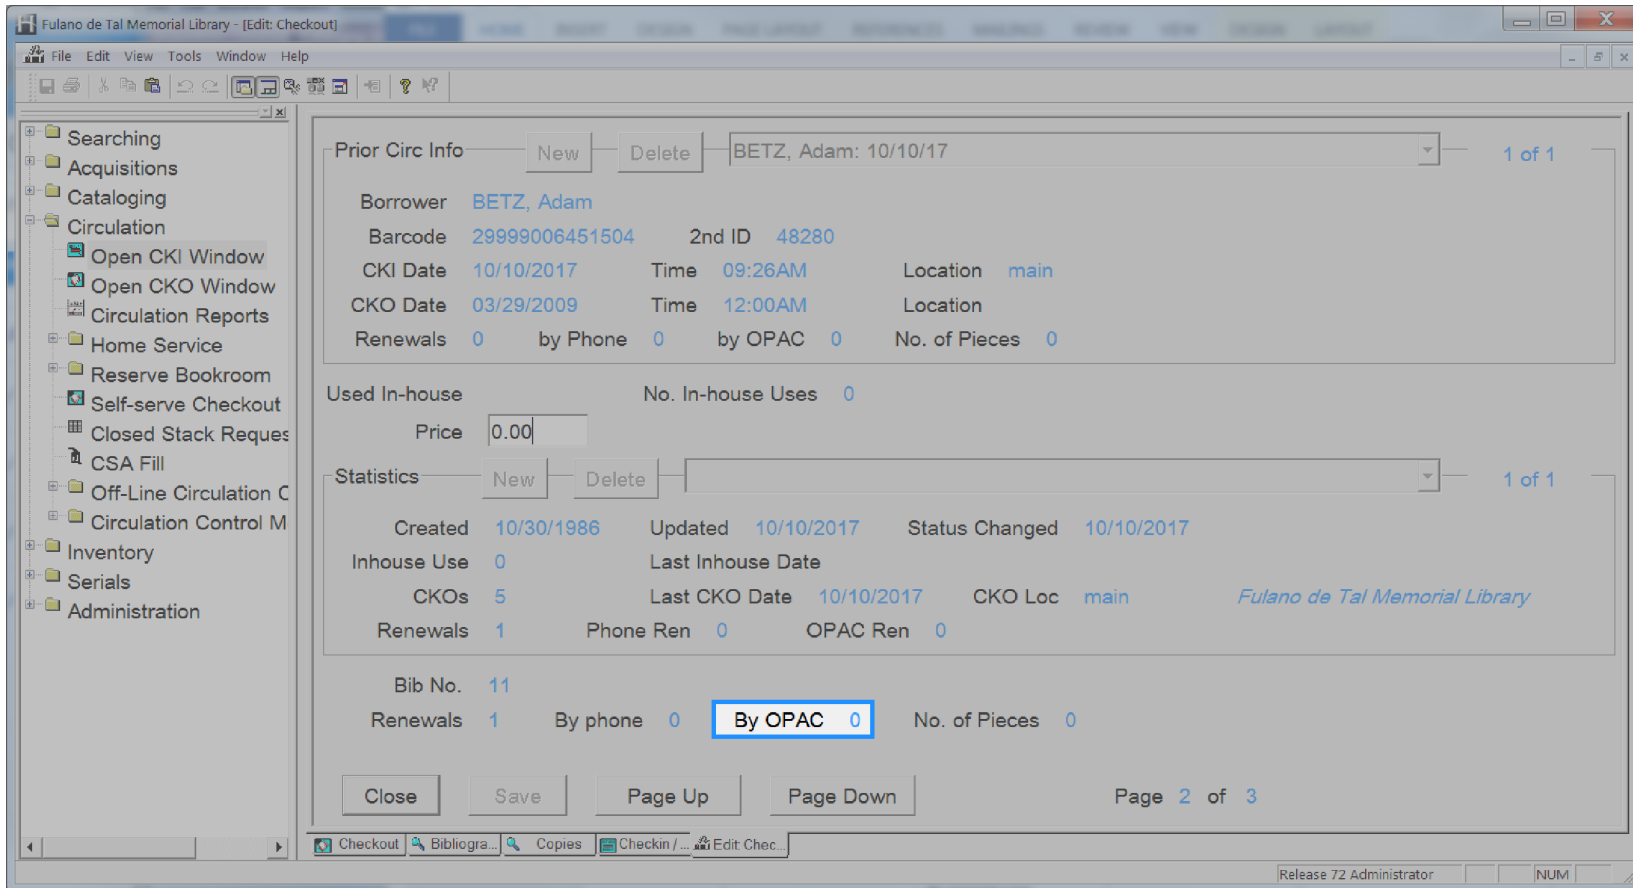 Fulano de Tal Memorial Library - [Edit: Checkout]
File Edit View Tools Window Help
Searching
Acquisitions
Cataloging
Circulation
Open CKI Window
Open CKO Window
Circulation Reports
Home Service
Reserve Bookroom
Self-serve Checkout
Closed Stack Reques
CSA Fill
Off-Line Circulation C
Circulation Control M
Inventory
Serials
Administration
Prior Circ Info New Delete BETZ, Adam: 10/10/17 1 of 1
Borrower BETZ, Adam
Barcode 29999006451504 2nd ID 48280
CKI Date 10/10/2017 Time 09:26AM Location main
CKO Date 03/29/2009 Time 12:00AM Location
Renewals 0 by Phone 0 by OPAC 0 No. of Pieces 0
Used In-house No. In-house Uses 0
Price 0.00
Statistics New Delete 1 of 1
Created 10/30/1986 Updated 10/10/2017 Status Changed 10/10/2017
Inhouse Use 0 Last Inhouse Date
CKOs 5 Last CKO Date 10/10/2017 CKO Loc main Fulano de Tal Memorial Library
Renewals 1 Phone Ren 0 OPAC Ren 0
Bib No. 11
Renewals 1 By phone 0 By OPAC 0 No. of Pieces 0
Close Save Page Up Page Down Page 2 of 3
Checkout Bibliogra... Copies Checkin / ... Edit: Chec...
Release 72 Administrator NUM